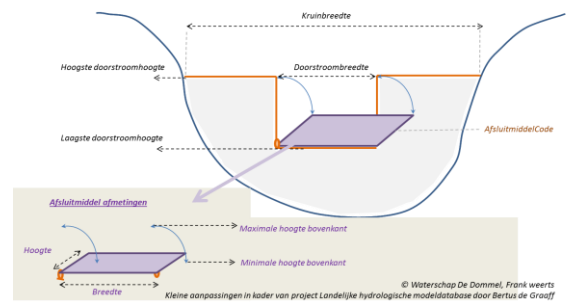 Kruinbreedte
Hoogste doorstroomhoogte
Doorstroombreedte
Laagste doorstroomhoogte
AfsluitmiddelCode
Afsluitmiddel afmetingen
Maximale hoogte bovenkant
Hoogte
Minimale hoogte bovenkant
Breedte
© Waterschap De Dommel, Frank weerts
Kleine aanpassingen in kader van project Landelijke hydrologische modeldatabase door Bertus de Graaff